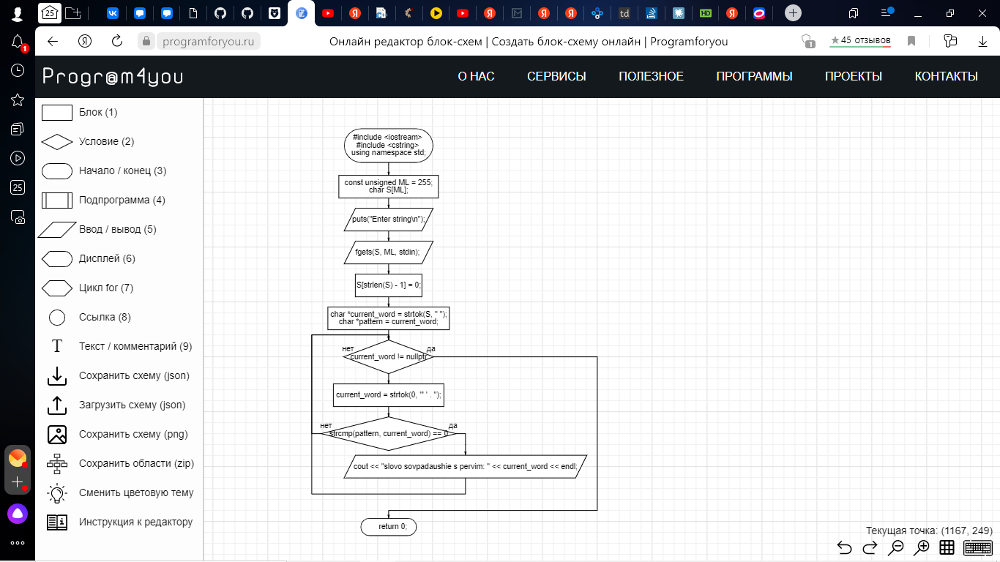 25
programforyou.ru
Онлайн редактор блок-схем | Создать блок-схему онлайн | Programforyou
1
★45 отзывов
td
HD
1
25
Progr@m4you
О НАС
СЕРВИСЫ
ПОЛЕЗНОЕ
ПРОГРАММЫ
ПРОЕКТЫ
КОНТАКТЫ
Блок (1)
Условие (2)
Начало / конец (3)
Подпрограмма (4)
Ввод / вывод (5)
Дисплей (6)
Цикл for (7)
Ссылка (8)
T Текст / комментарий (9)
Сохранить схему (json)
Загрузить схему (json)
Сохранить схему (png)
Сохранить области (zip)
Сменить цветовую тему
Инструкция к редактору
#include <iostream>
#include <cstring>
using namespace std;
const unsigned ML = 255;
char S[ML];
puts("Enter string\n");
fgets(S, ML, stdin);
S[strlen(S) - 1] = 0;
char *current_word = strtok(S, " ");
char *pattern = current_word;
нет
да
current_word != nullptr
current_word = strtok(0, "' ' . ");
нет
да
strcmp(pattern, current_word) == 0
cout << "slovo sovpadaushie s pervim: " << current_word << endl;
return 0;
Текущая точка: (1167, 249)